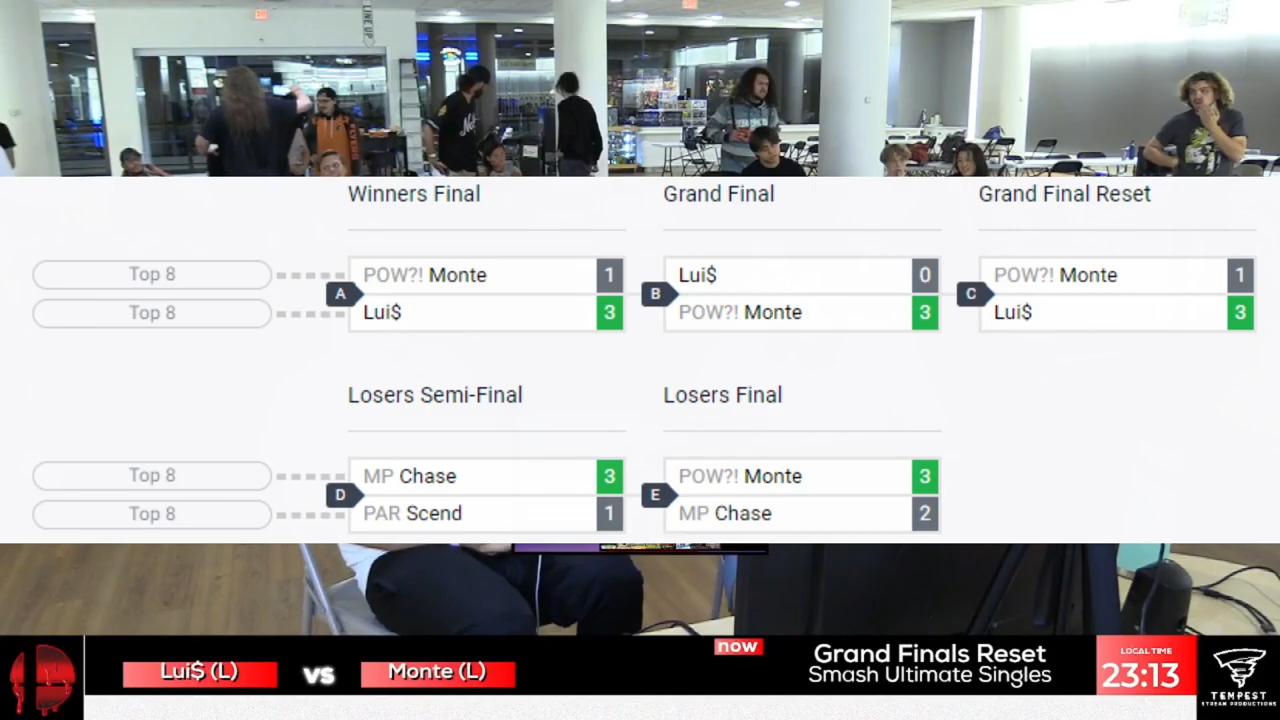 LINE UP
Winners Final
Grand Final
Grand Final Reset
Top 8
Top 8
A
POW?! Monte 1
Lui$ 3
B
Lui$ 0
POW?! Monte 3
C
POW?! Monte 1
Lui$ 3
Losers Semi-Final
Losers Final
Top 8
Top 8
D
MP Chase 3
PAR Scend 1
E
POW?! Monte 3
MP Chase 2
Lui$ (L)
vs
Monte (L)
now
Grand Finals Reset
Smash Ultimate Singles
LOCAL TIME
23:13
TEMPEST
STREAM PRODUCTIONS